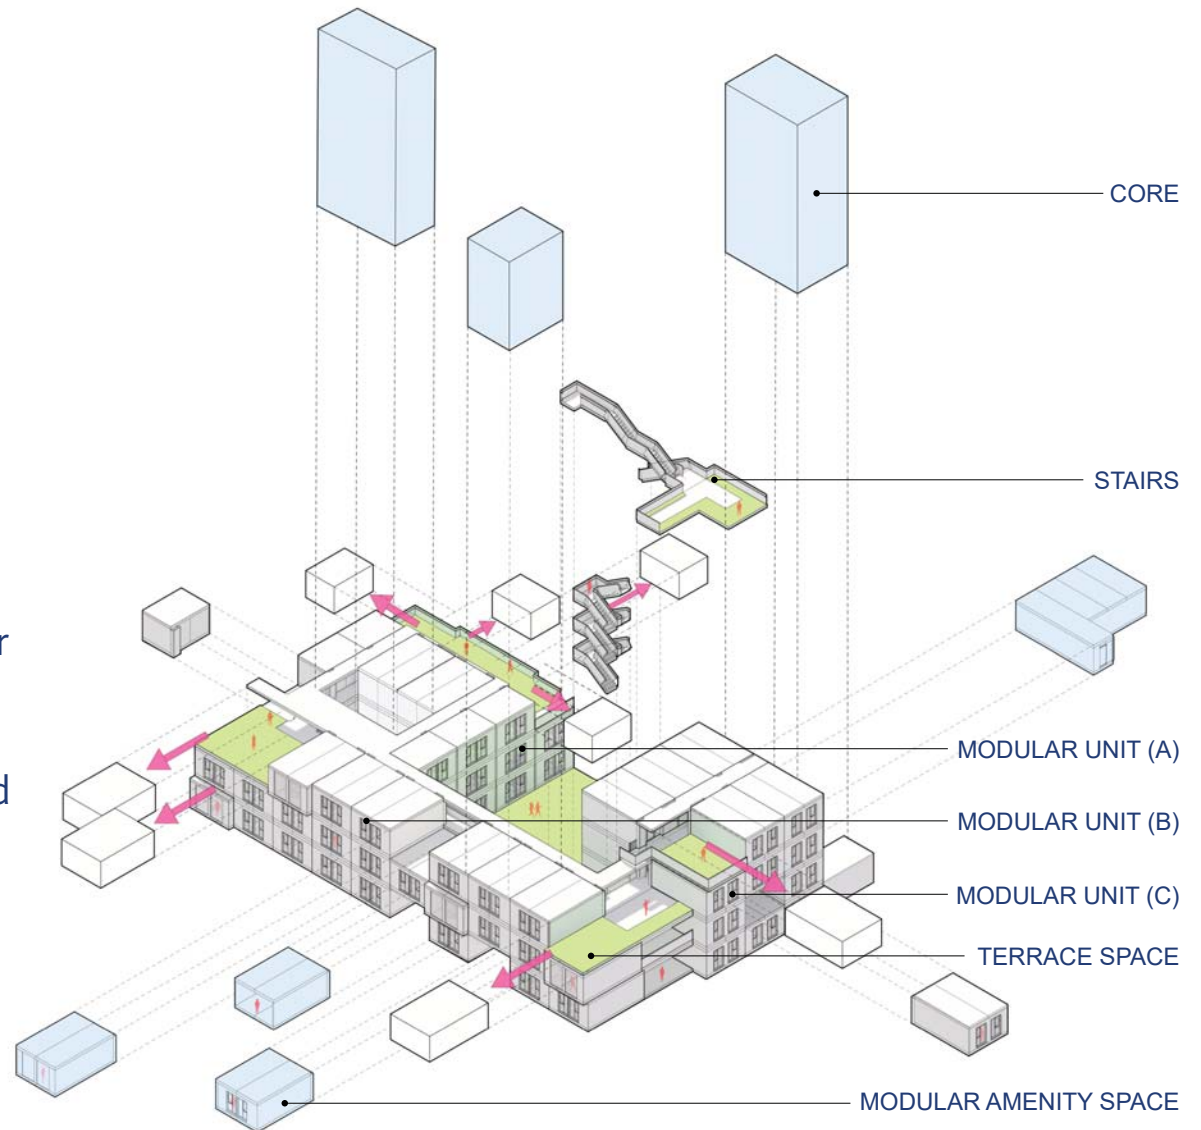 CORE
STAIRS
r
MODULAR UNIT (A)
d
MODULAR UNIT (B)
MODULAR UNIT (C)
TERRACE SPACE
MODULAR AMENITY SPACE